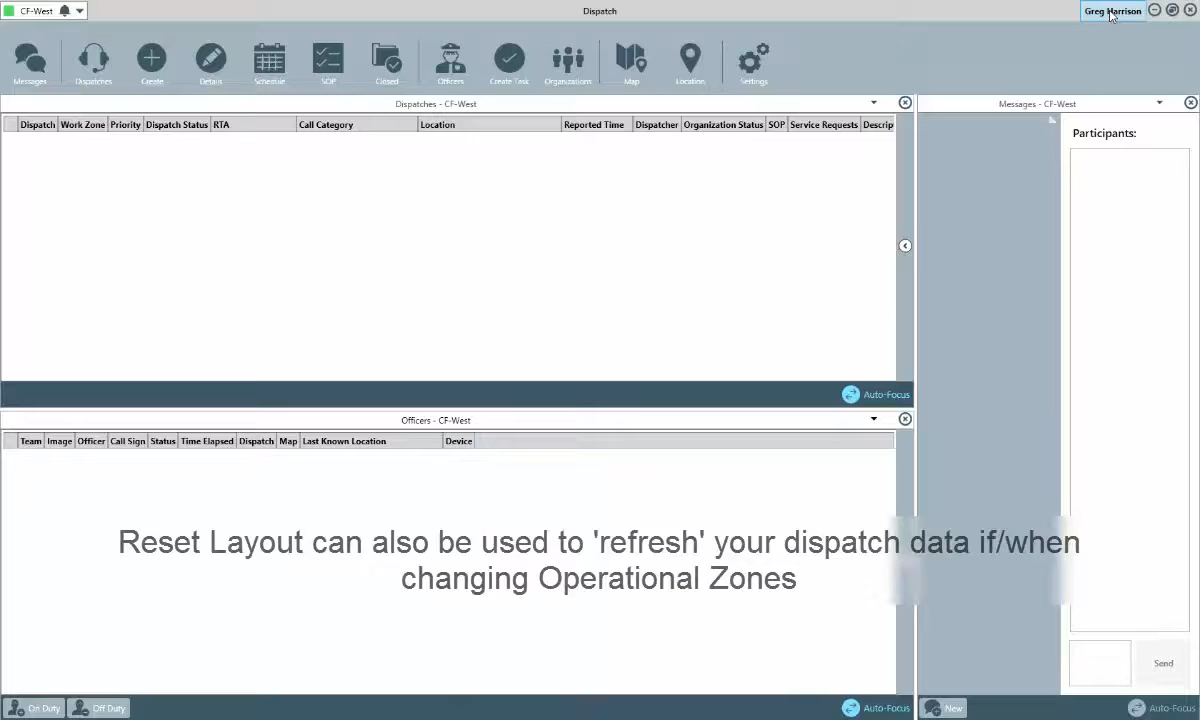 CF-West
Dispatch
Greg Harrison
Messages
Dispatches
Create
Details
Schedule
SOP
Closed
Officers
Create Task
Organizations
Map
Location
Settings
Dispatches - CF-West
Messages - CF-West
Dispatch Work Zone Priority Dispatch Status RTA Call Category Location Reported Time Dispatcher Organization Status SOP Service Requests Descrip
Participants:
Auto-Focus
Officers - CF-West
Team Image Officer Call Sign Status Time Elapsed Dispatch Map Last Known Location Device
Reset Layout can also be used to 'refresh' your dispatch data if/when
changing Operational Zones
Send
On Duty
Off Duty
Auto-Focus
New
Auto-Focus